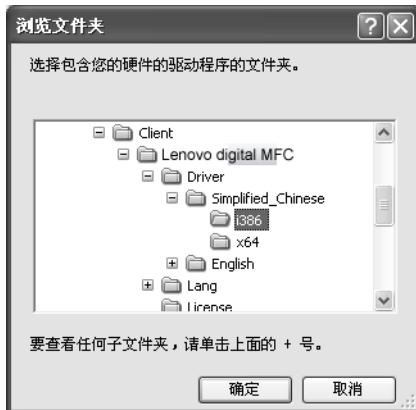 浏览文件夹
选择包含您的硬件的驱动程序的文件夹。
Client
Lenovo digital MFC
Driver
Simplified_Chinese
i386
x64
English
Lang
License
要查看任何子文件夹，请单击上面的 + 号。
确定
取消